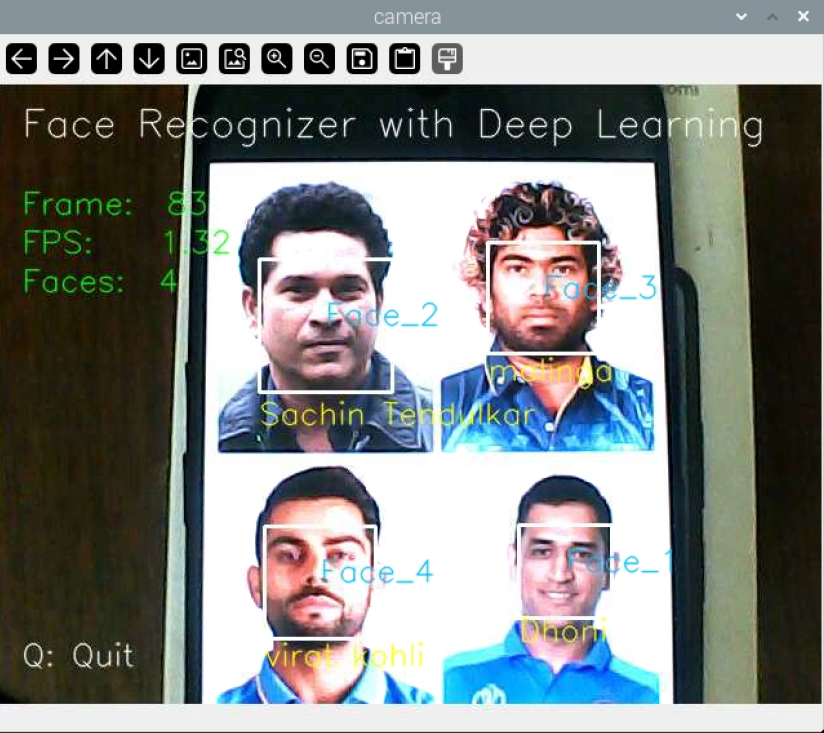 camera
Face Recognizer with Deep Learning
Frame: 83
FPS: 1.32
Faces: 4
Face_2
Face_3
malinga
Sachin Tendulkar
Face_4
Face_1
Dhoni
virat kohli
Q: Quit